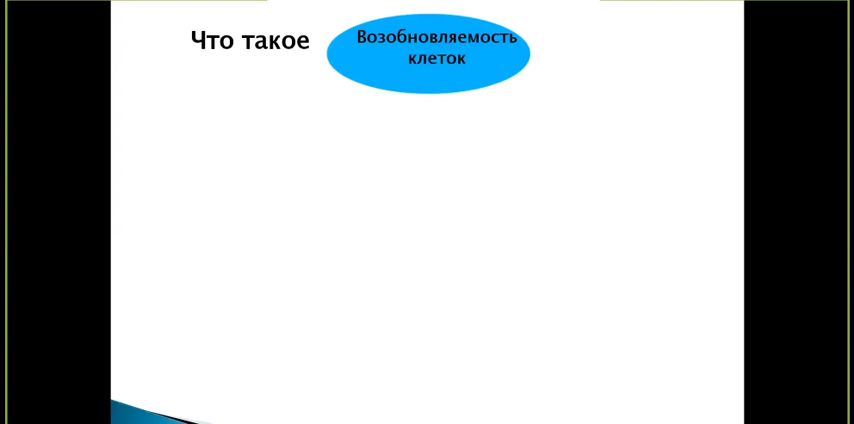 Что такое
Возобновляемость
клеток